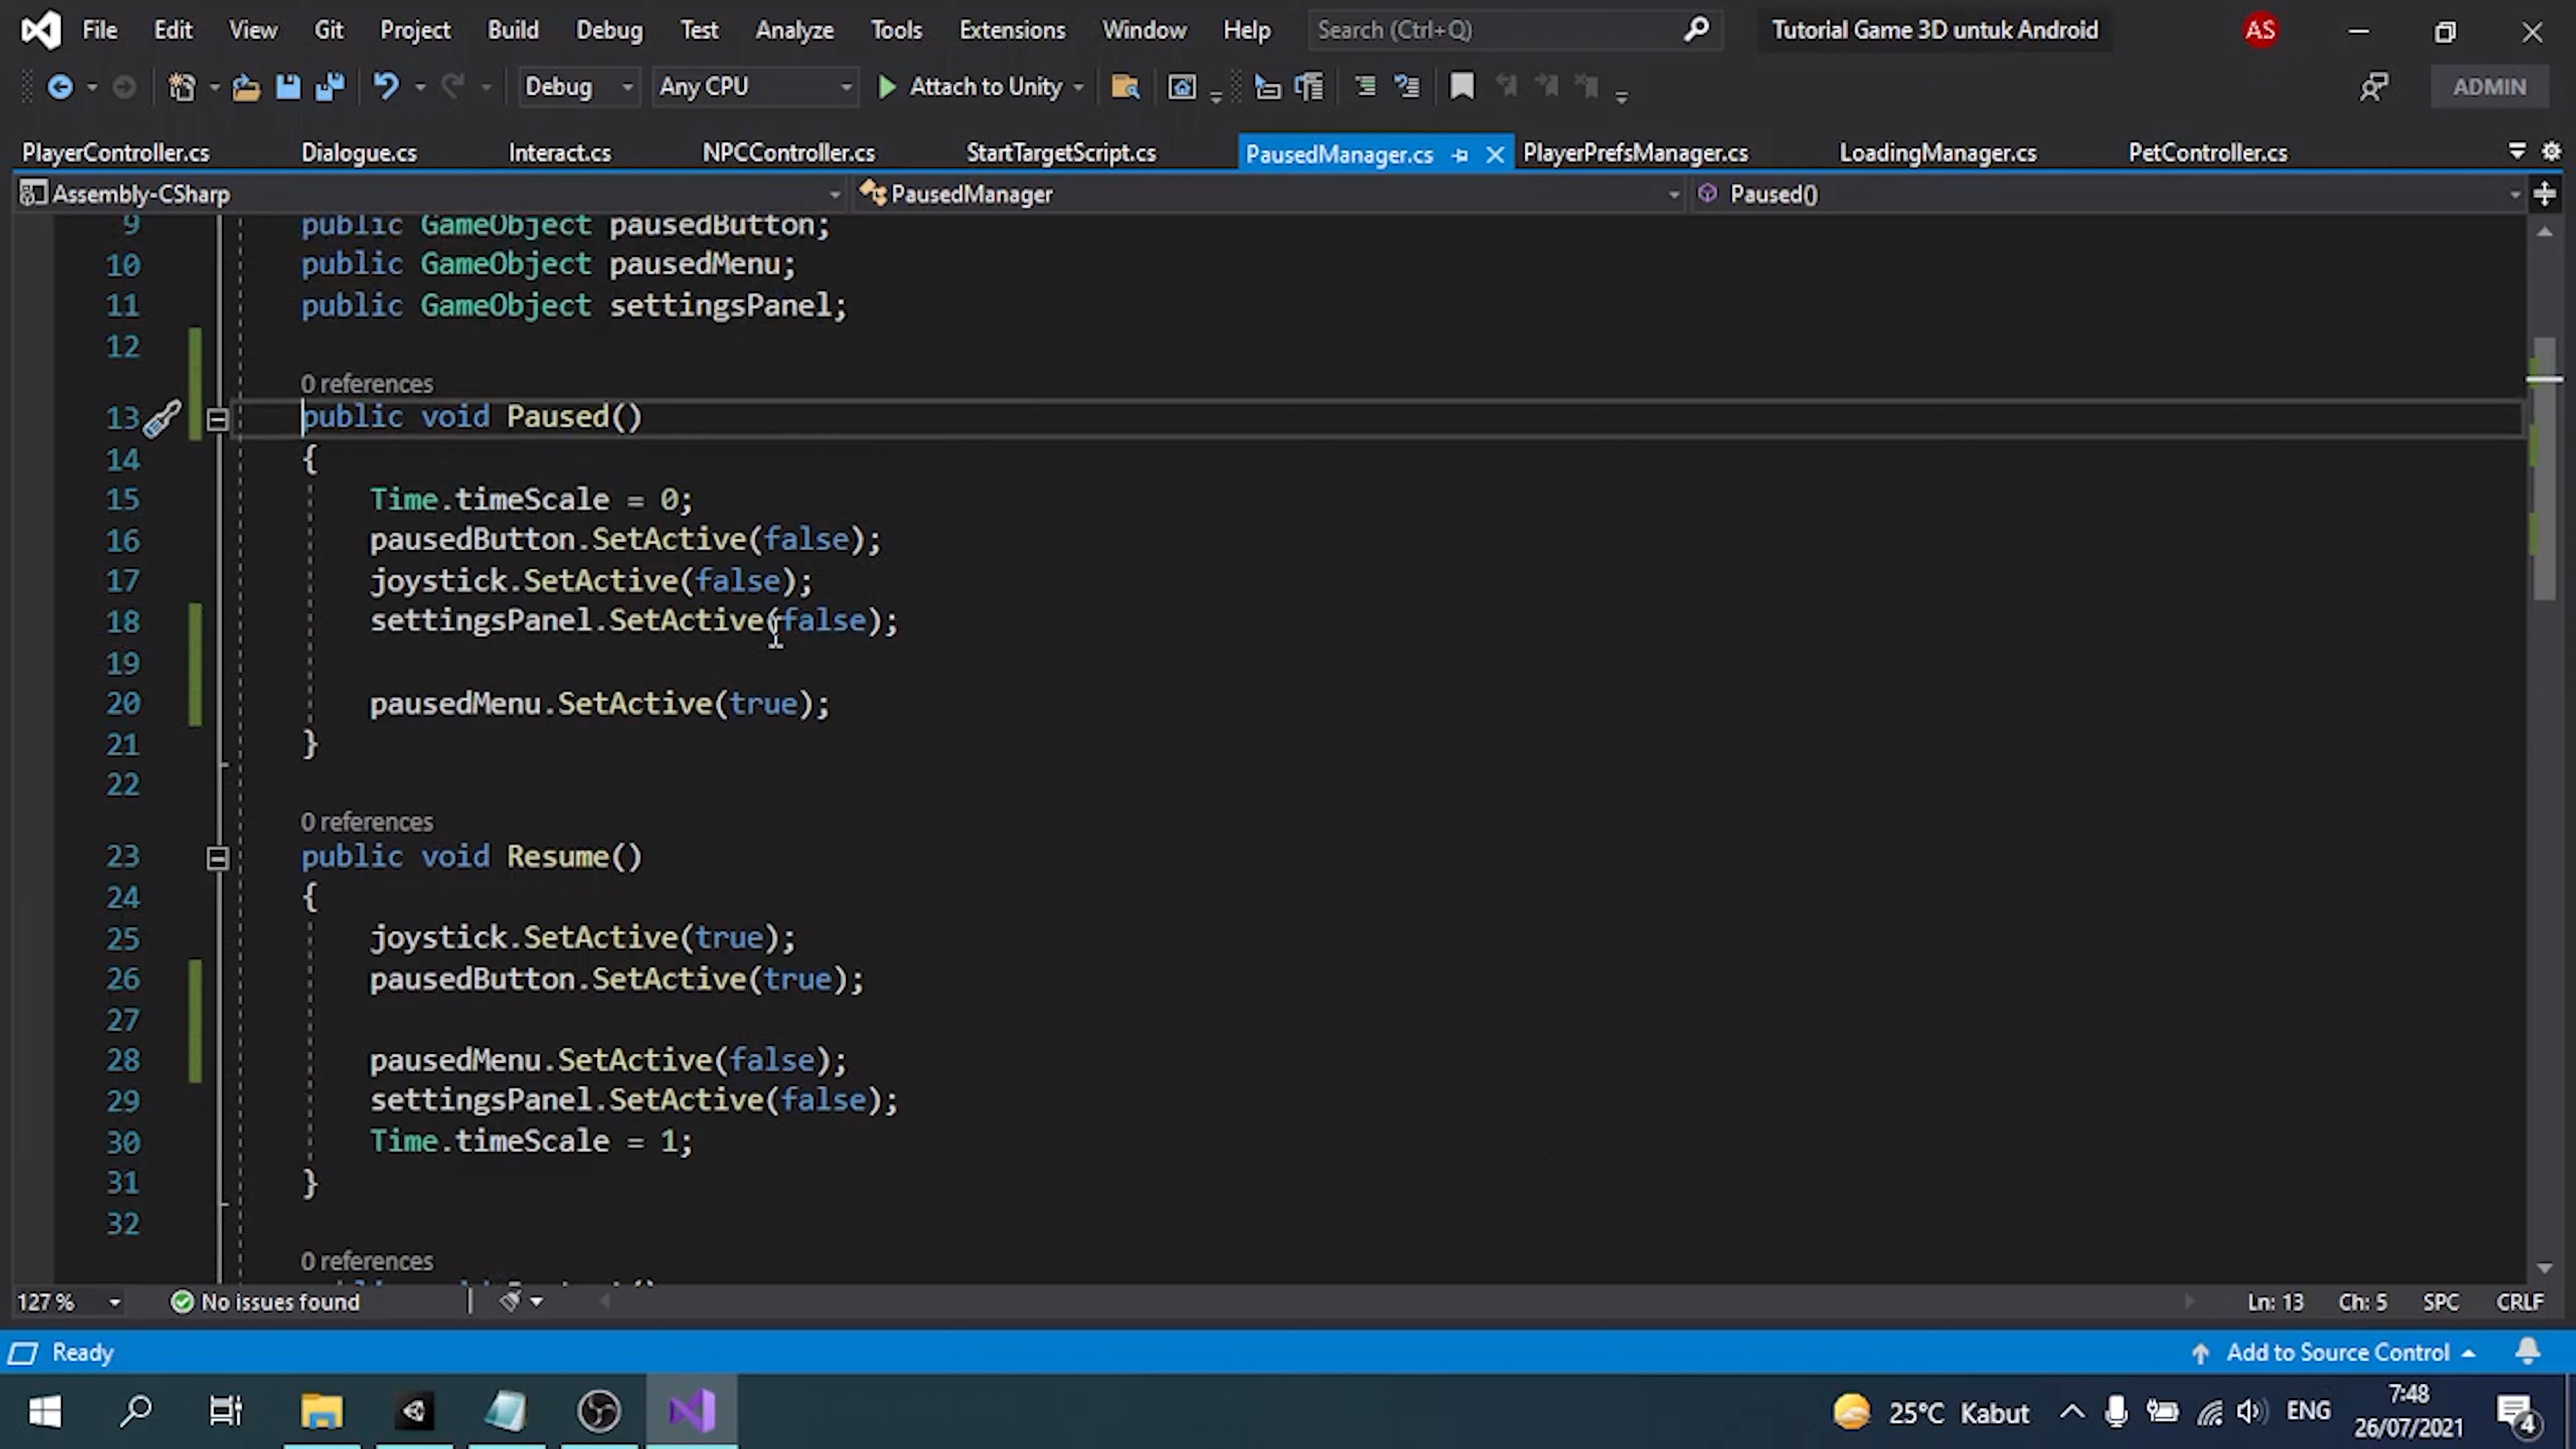 File Edit View Git Project Build Debug Test Analyze Tools Extensions Window Help Search (Ctrl+Q) Tutorial Game 3D untuk Android AS
Debug Any CPU Attach to Unity ADMIN
PlayerController.cs Dialogue.cs Interact.cs NPCController.cs StartTargetScript.cs PausedManager.cs PlayerPrefsManager.cs LoadingManager.cs PetController.cs
Assembly-CSharp PausedManager Paused()
9 public GameObject pausedButton;
10 public GameObject pausedMenu;
11 public GameObject settingsPanel;
12
0 references
13 public void Paused()
14 {
15 Time.timeScale = 0;
16 pausedButton.SetActive(false);
17 joystick.SetActive(false);
18 settingsPanel.SetActive(false);
19
20 pausedMenu.SetActive(true);
21 }
22
0 references
23 public void Resume()
24 {
25 joystick.SetActive(true);
26 pausedButton.SetActive(true);
27
28 pausedMenu.SetActive(false);
29 settingsPanel.SetActive(false);
30 Time.timeScale = 1;
31 }
32
0 references
127 % No issues found Ln: 13 Ch: 5 SPC CRLF
Ready Add to Source Control
25°C Kabut ENG 7:48
26/07/2021 4